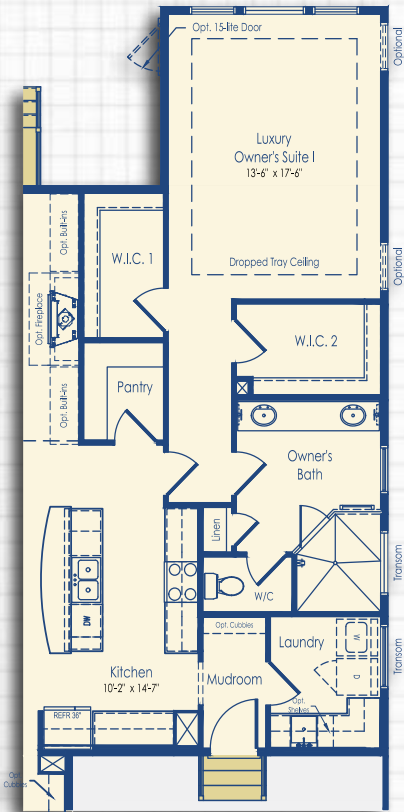 Opt. 15-lite Door
Optional
Luxury
Owner's Suite I
13'-6" x 17'-6"
Opt. Built-ins
W.I.C. 1
Dropped Tray Ceiling
Optional
Opt. Fireplace
W.I.C. 2
Pantry
Opt. Built-ins
Owner's
Bath
Linen
Transom
W/C
DW
Opt. Cubbies
Laundry
W
Transom
Kitchen
10'-2" x 14'-7"
Mudroom
D
Opt.
Shelves
REFR 36"
Opt.
Cubbies